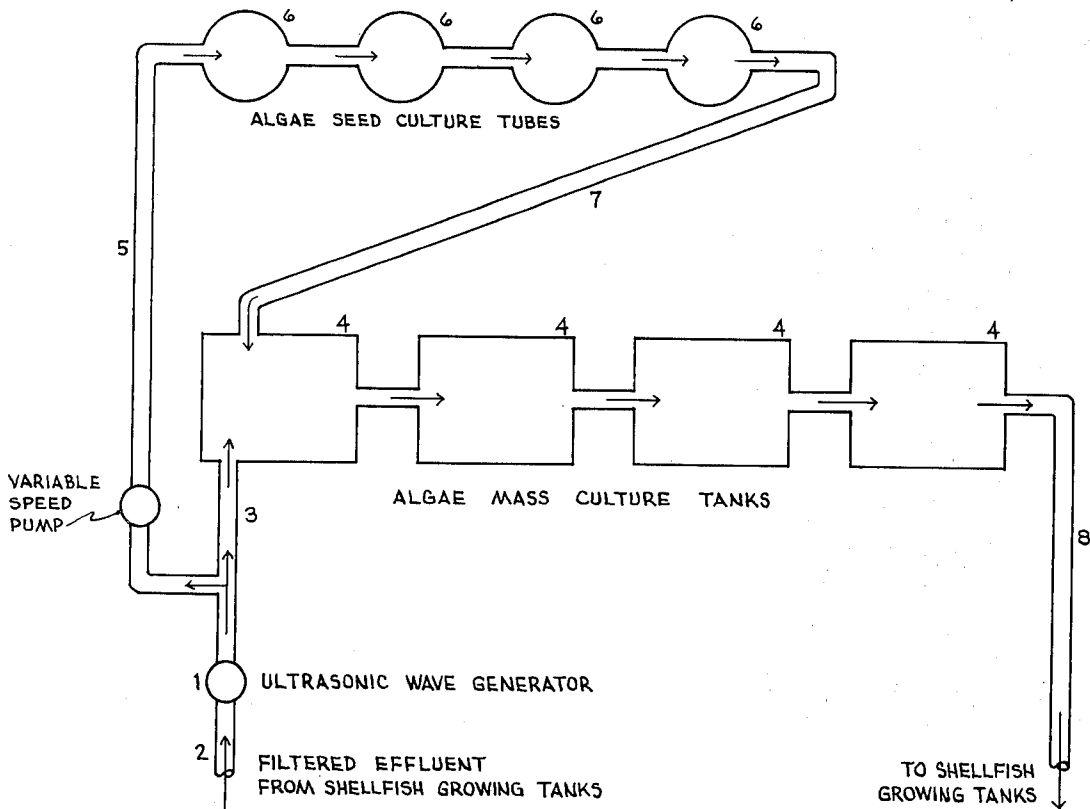 6
6
6
6
ALGAE SEED CULTURE TUBES
7
5
4
4
4
4
VARIABLE
SPEED
PUMP
ALGAE MASS CULTURE TANKS
3
8
1
ULTRASONIC WAVE GENERATOR
2
FILTERED EFFLUENT
FROM SHELLFISH GROWING TANKS
TO SHELLFISH
GROWING TANKS